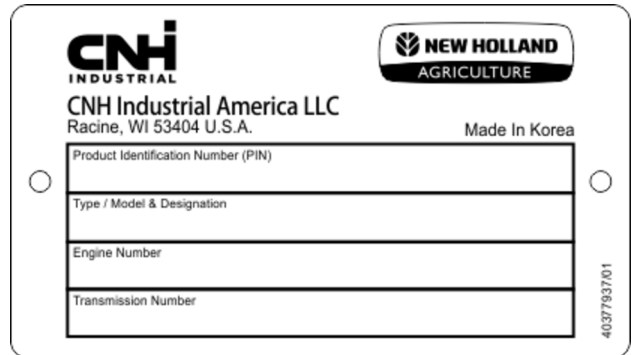 CNH
INDUSTRIAL
NEW HOLLAND
AGRICULTURE
CNH Industrial America LLC
Racine, WI 53404 U.S.A.
Made In Korea
Product Identification Number (PIN)
Type / Model & Designation
Engine Number
Transmission Number
40377937/01